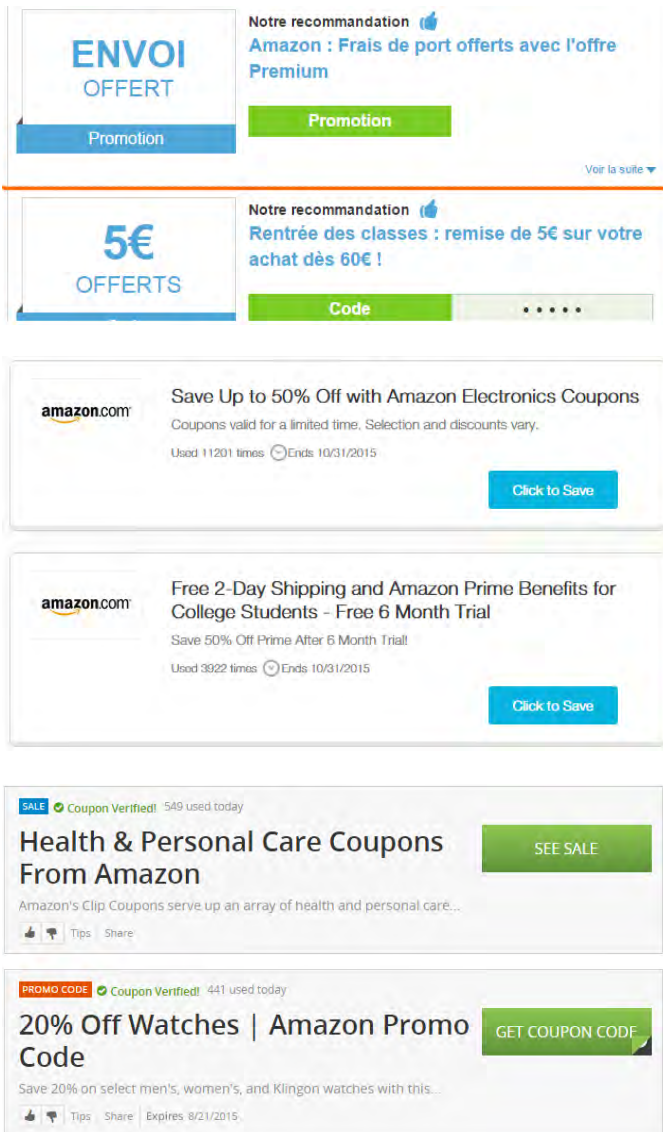 ENVOI
OFFERT
Promotion
Notre recommandation
Amazon : Frais de port offerts avec l'offre
Premium
Promotion
Voir la suite
5€
OFFERTS
Notre recommandation
Rentrée des classes : remise de 5€ sur votre
achat dès 60€ !
Code
•••••
amazon.com
Save Up to 50% Off with Amazon Electronics Coupons
Coupons valid for a limited time. Selection and discounts vary.
Used 11201 times Ends 10/31/2015
Click to Save
amazon.com
Free 2-Day Shipping and Amazon Prime Benefits for
College Students - Free 6 Month Trial
Save 50% Off Prime After 6 Month Trial!
Used 3922 times Ends 10/31/2015
Click to Save
SALE Coupon Verified! 549 used today
Health & Personal Care Coupons
From Amazon
SEE SALE
Amazon's Clip Coupons serve up an array of health and personal care...
Tips Share
PROMO CODE Coupon Verified! 441 used today
20% Off Watches | Amazon Promo
Code
GET COUPON CODE
Save 20% on select men's, women's, and Klingon watches with this...
Tips Share Expires 8/21/2015